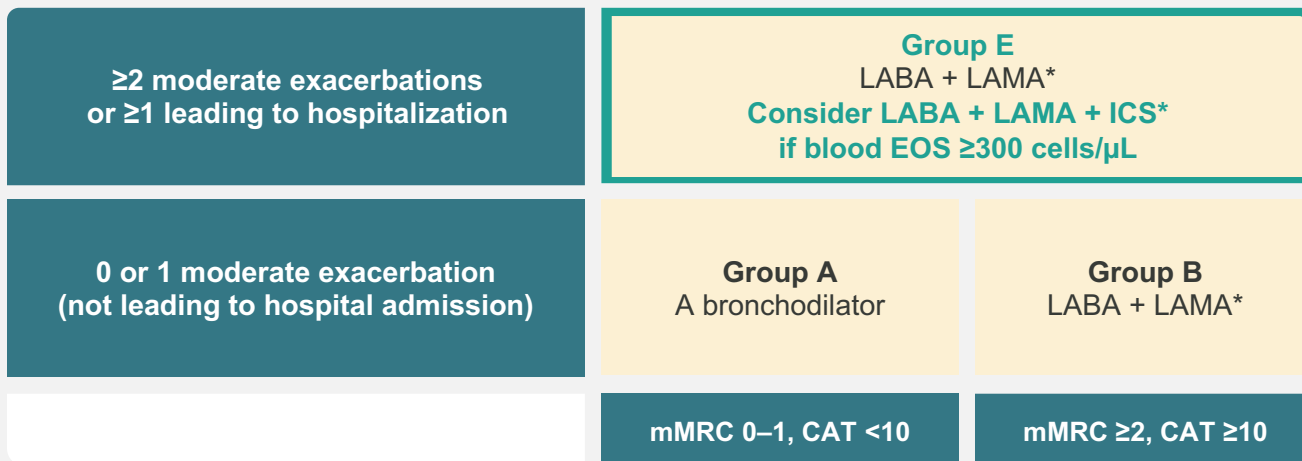 ≥2 moderate exacerbations
or ≥1 leading to hospitalization
Group E
LABA + LAMA*
Consider LABA + LAMA + ICS*
if blood EOS ≥300 cells/µL
0 or 1 moderate exacerbation
(not leading to hospital admission)
Group A
A bronchodilator
Group B
LABA + LAMA*
mMRC 0–1, CAT <10
mMRC ≥2, CAT ≥10